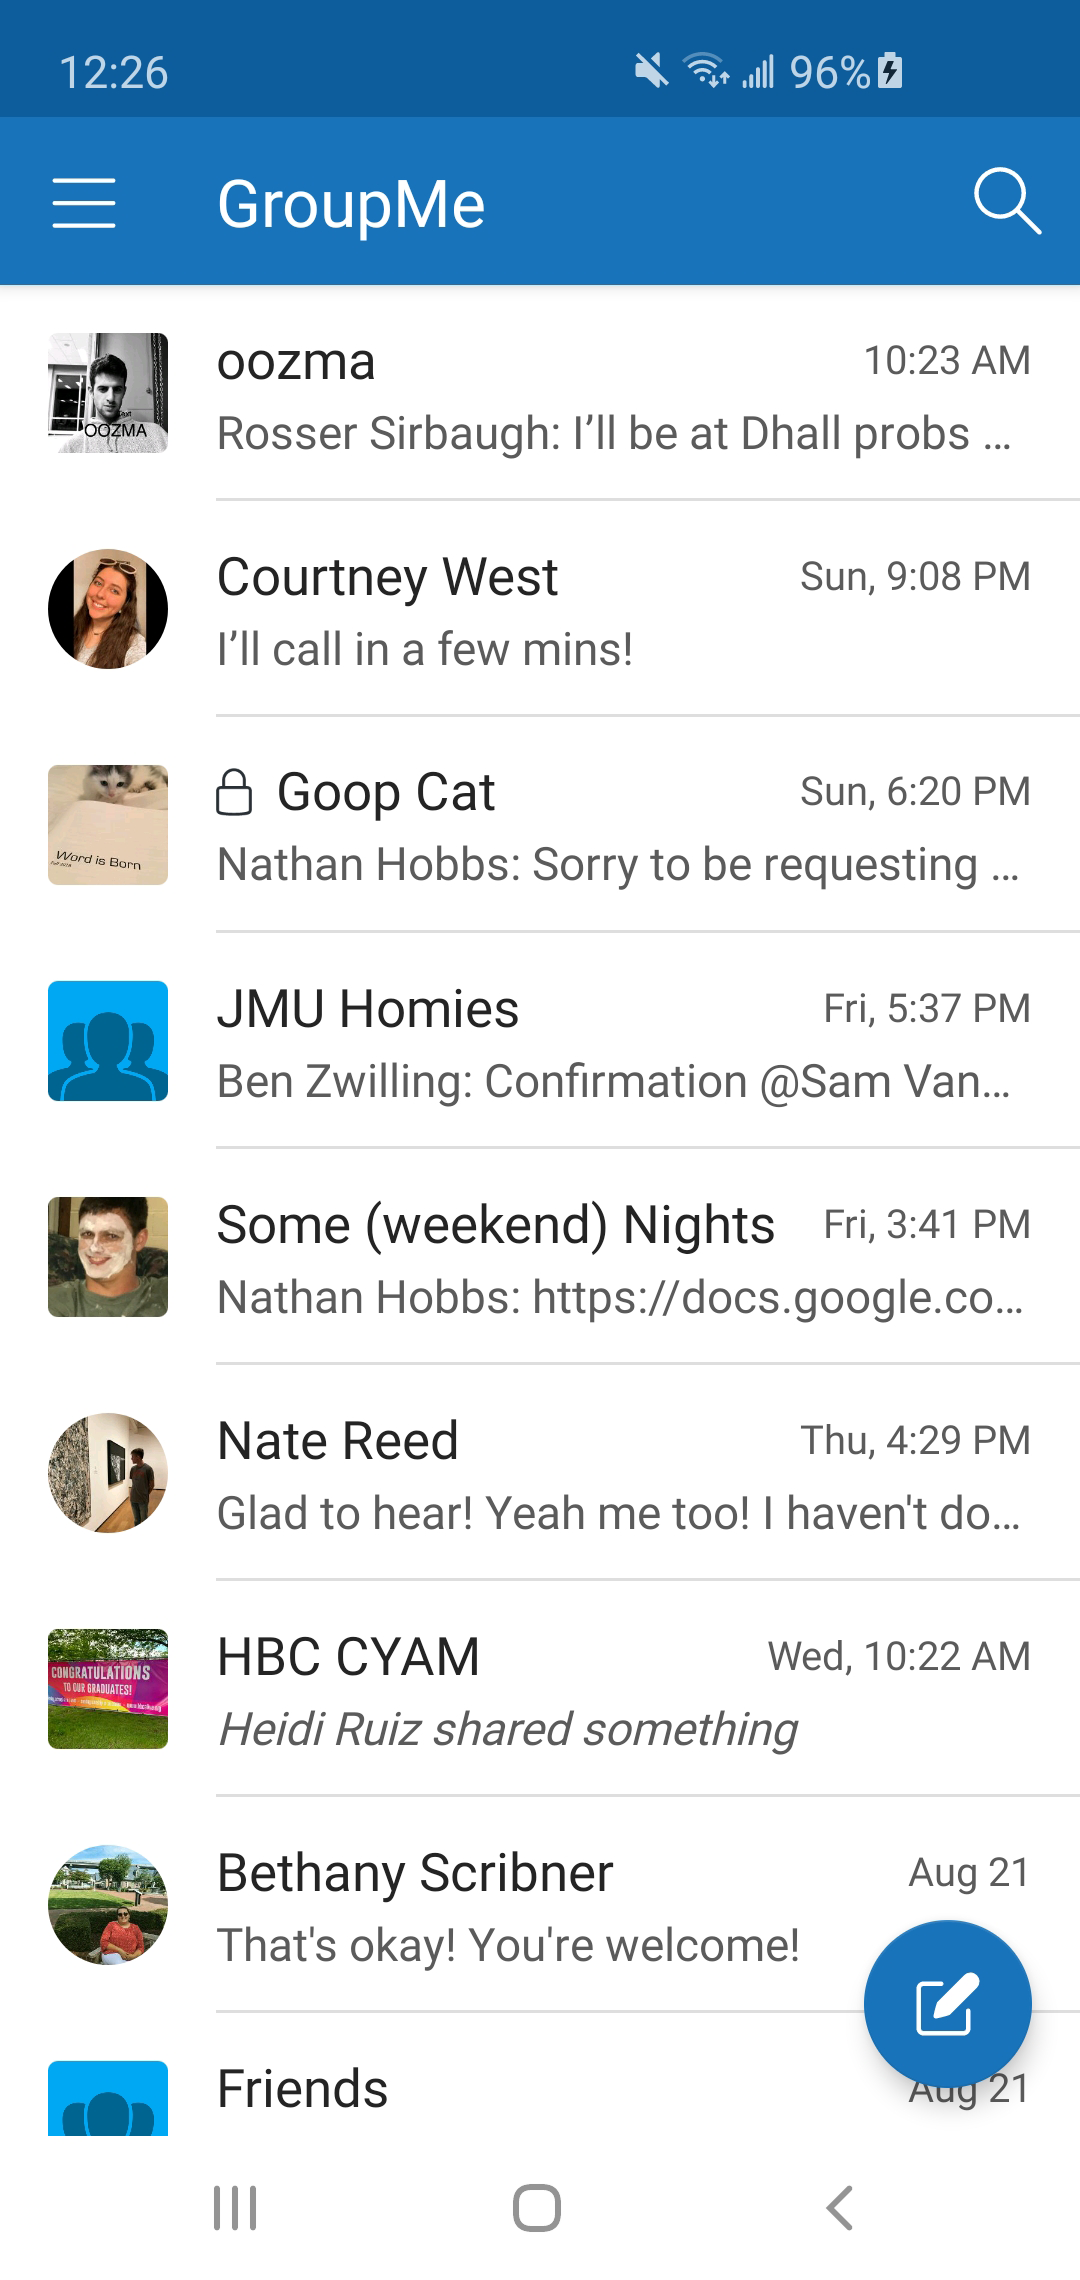 12:26
96%
GroupMe
oozma 10:23 AM
OOZMA
Rosser Sirbaugh: I’ll be at Dhall probs ...
Courtney West Sun, 9:08 PM
I’ll call in a few mins!
Goop Cat Sun, 6:20 PM
Word is Born
Nathan Hobbs: Sorry to be requesting ...
JMU Homies Fri, 5:37 PM
Ben Zwilling: Confirmation @Sam Van...
Some (weekend) Nights Fri, 3:41 PM
Nathan Hobbs: https://docs.google.co...
Nate Reed Thu, 4:29 PM
Glad to hear! Yeah me too! I haven't do...
HBC CYAM Wed, 10:22 AM
CONGRATULATIONS
TO OUR GRADUATES!
Heidi Ruiz shared something
Bethany Scribner Aug 21
That's okay! You're welcome!
Friends Aug 21